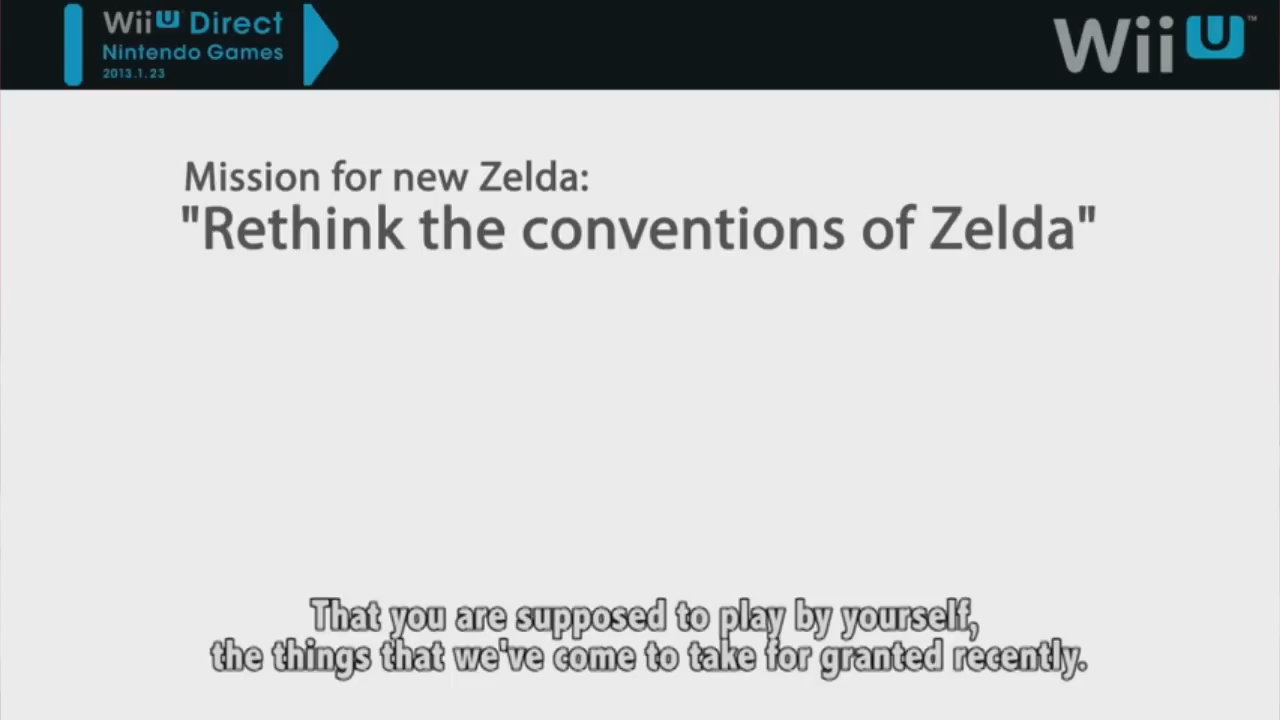 Wii U Direct
Nintendo Games
2013.1.23
Wii U™
Mission for new Zelda:
"Rethink the conventions of Zelda"
That you are supposed to play by yourself,
the things that we've come to take for granted recently.